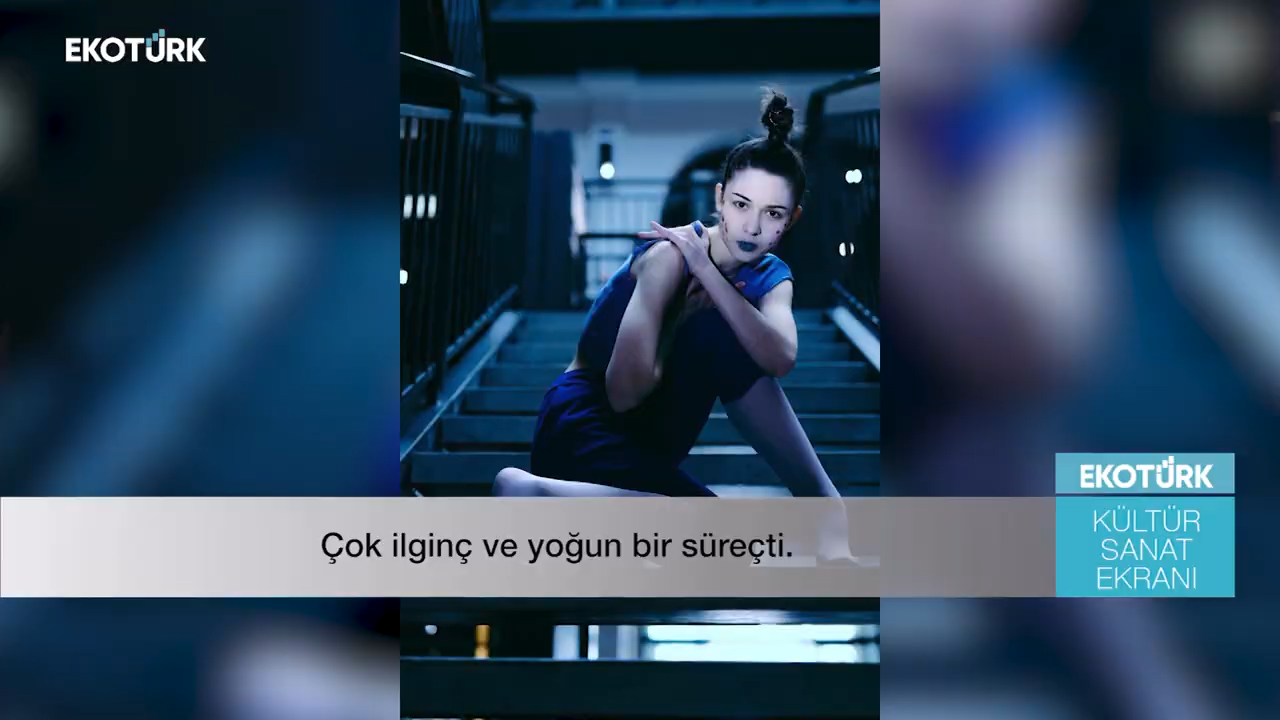 EKOTÜRK
EKOTÜRK
Çok ilginç ve yoğun bir süreçti.
KÜLTÜR
SANAT
EKRANI